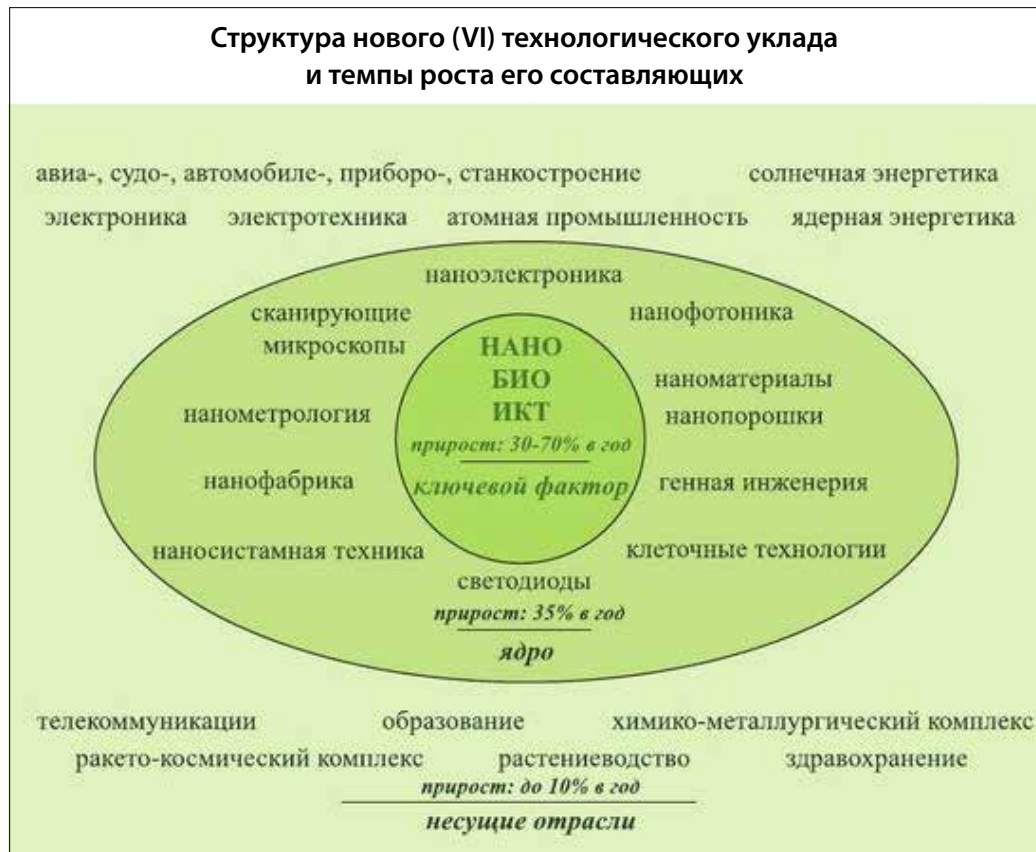 Структура нового (VI) технологического уклада
и темпы роста его составляющих
авиа-, судо-, автомобиле-, приборо-, станкостроение
солнечная энергетика
электроника
электротехника
атомная промышленность
ядерная энергетика
наноэлектроника
сканирующие
микроскопы
нанофотоника
НАНО
БИО
ИКТ
прирост: 30-70% в год
ключевой фактор
наноматериалы
нанометрология
нанопорошки
нанофабрика
генная инженерия
наносистамная техника
клеточные технологии
светодиоды
прирост: 35% в год
ядро
телекоммуникации
образование
химико-металлургический комплекс
ракето-космический комплекс
растениеводство
здравохранение
прирост: до 10% в год
несущие отрасли